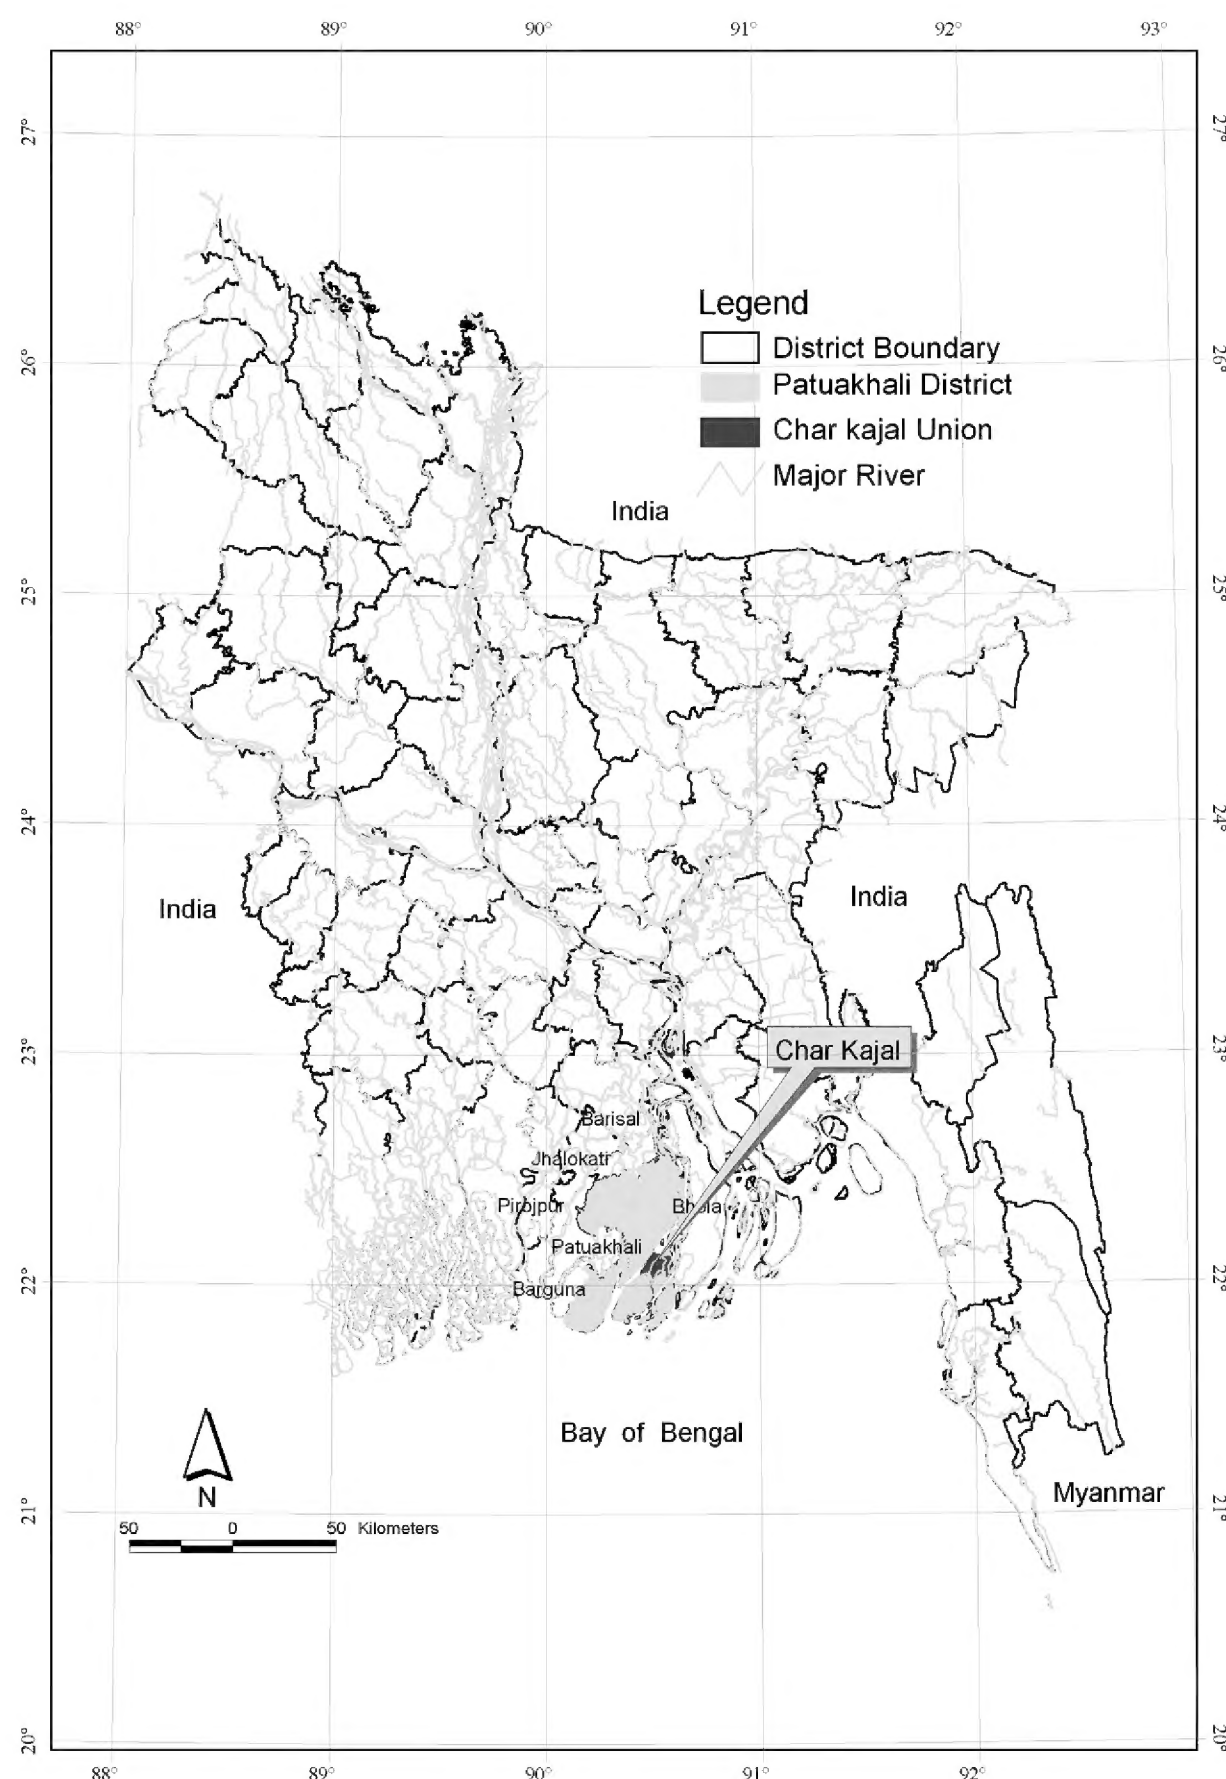 88° 89° 90° 91° 92° 93°
27° 27°
Legend
District Boundary
26° 26°
Patuakhali District
Char kajal Union
Major River
India
25° 25°
24° 24°
India
India
23° 23°
Char Kajal
Barisal
Jhalokati
Pirojpur
Bhola
Patuakhali
22° 22°
Barguna
Bay of Bengal
Myanmar
N
21° 21°
50 0 50 Kilometers
20° 20°
88° 89° 90° 91° 92°